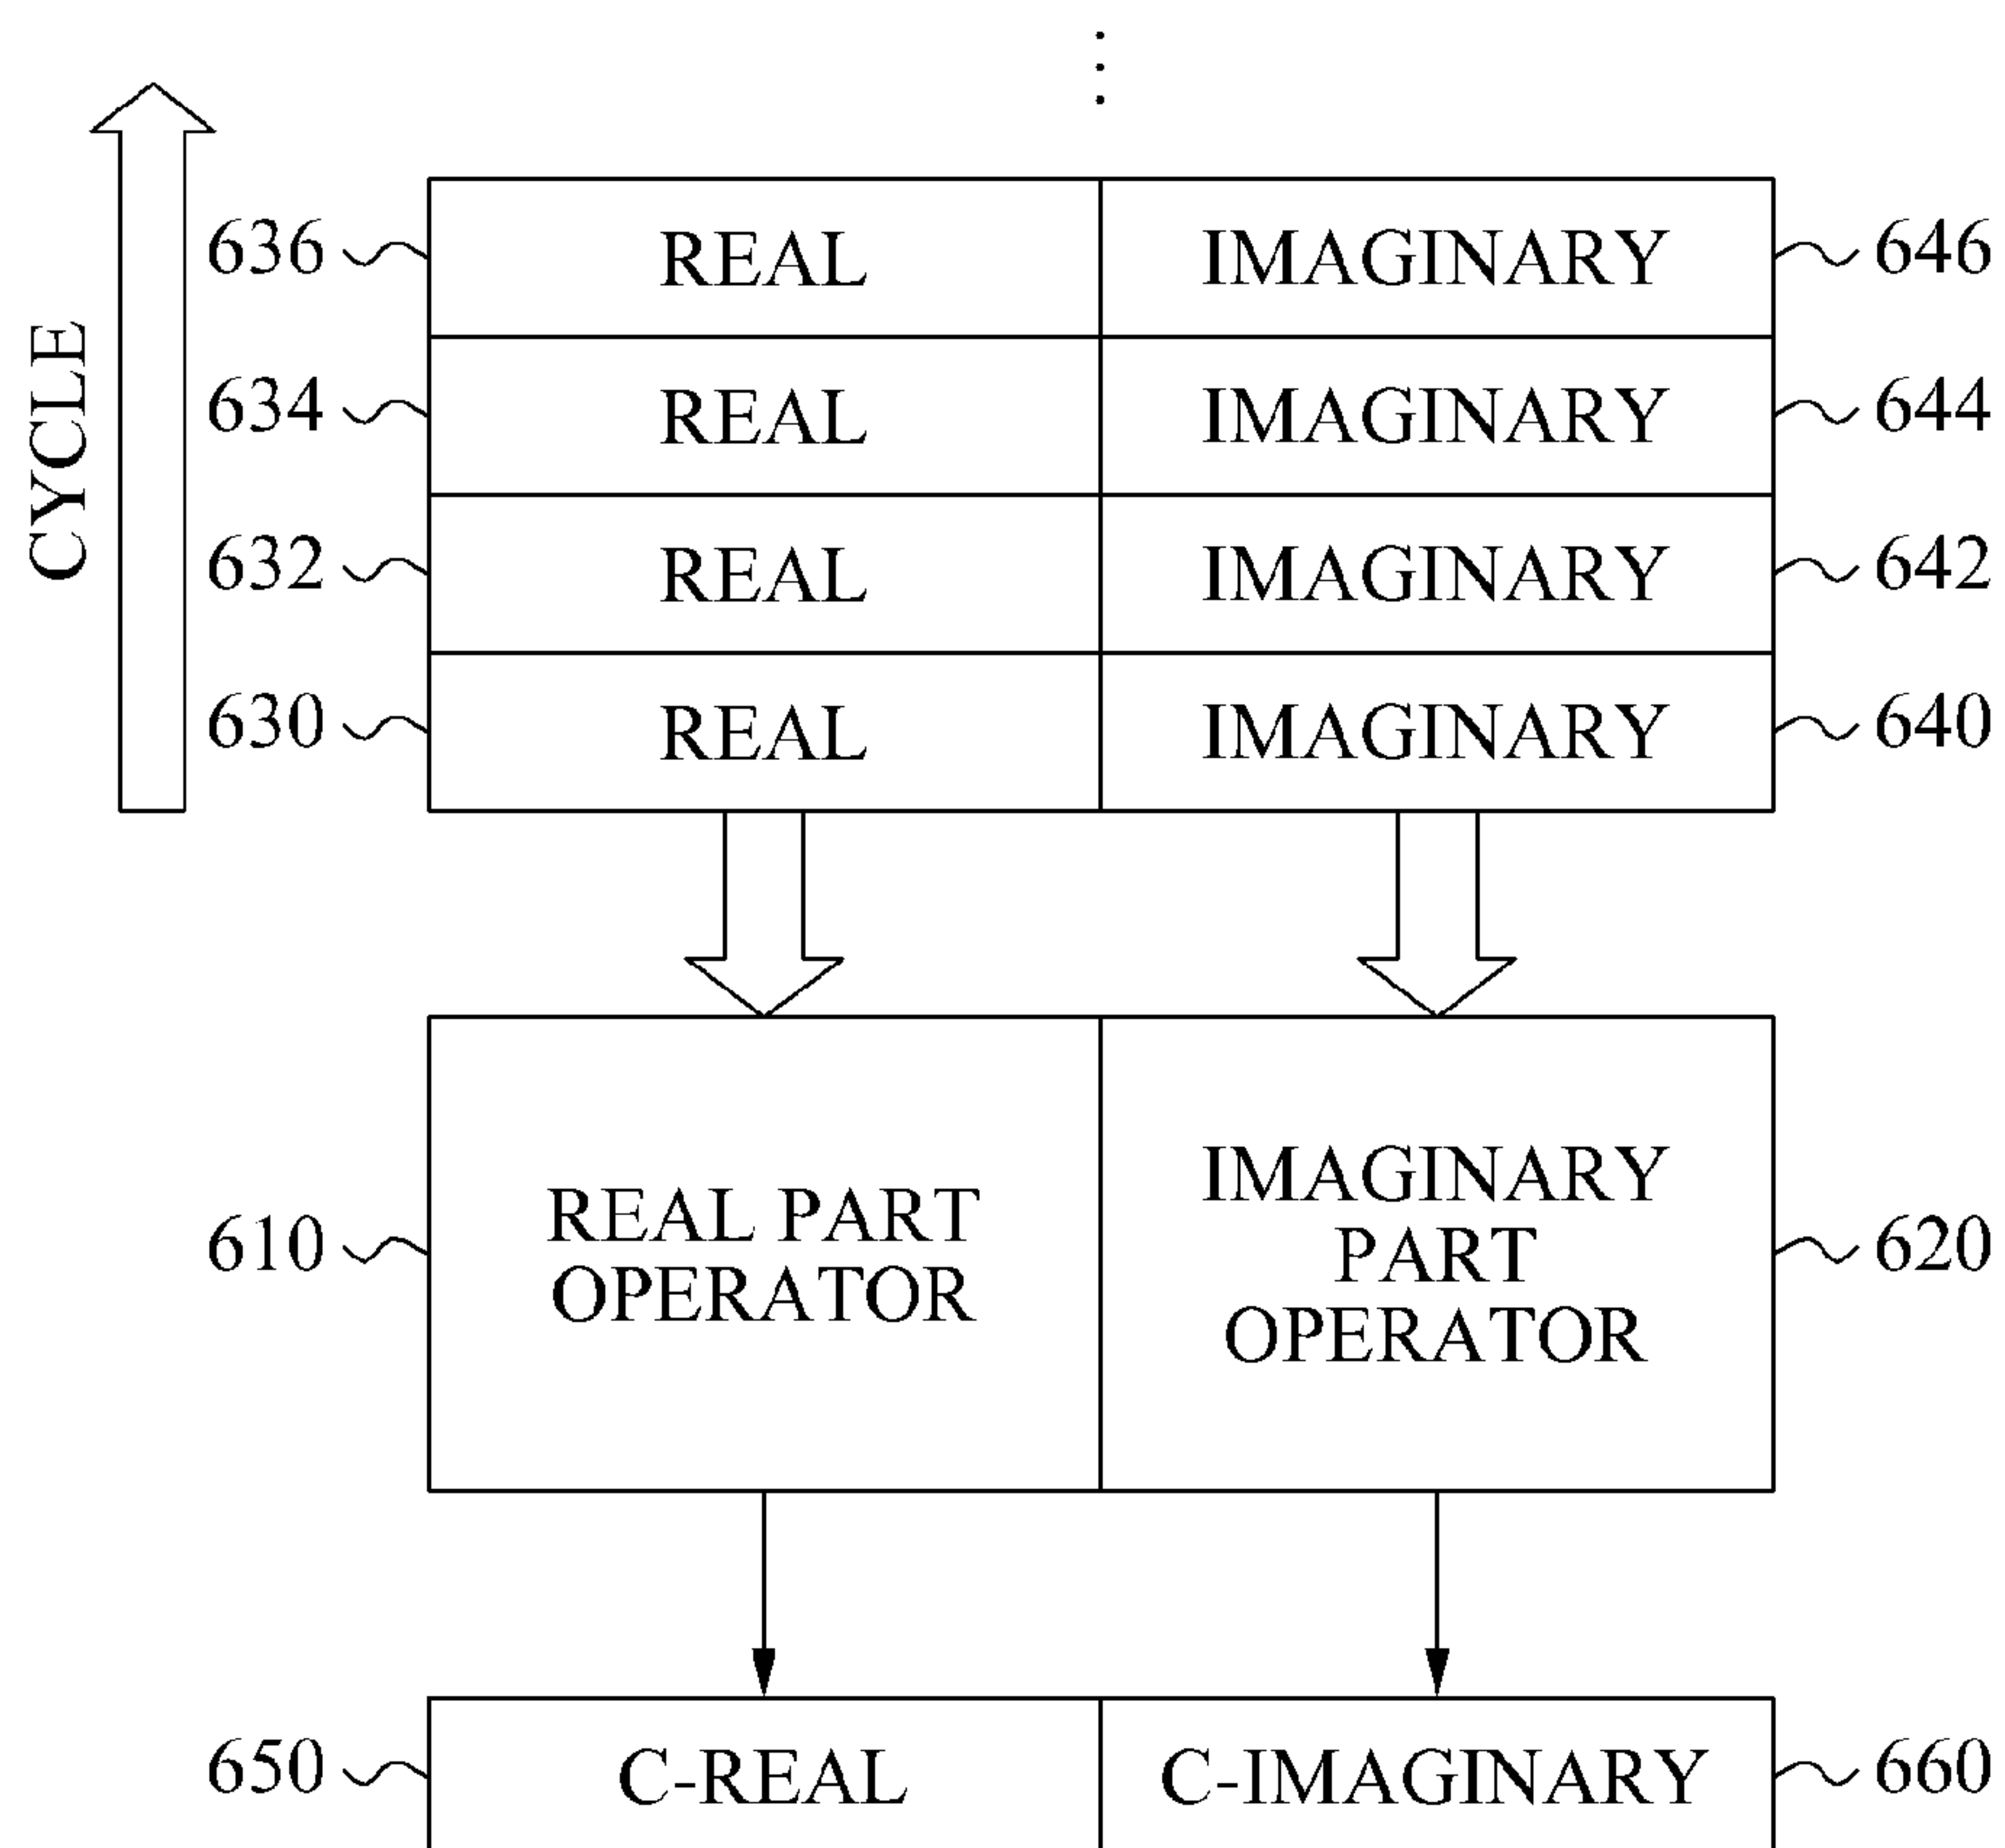 CYCLE
636 REAL IMAGINARY 646
634 REAL IMAGINARY 644
632 REAL IMAGINARY 642
630 REAL IMAGINARY 640
610 REAL PART
OPERATOR
IMAGINARY
PART
OPERATOR
620
650 C-REAL C-IMAGINARY 660